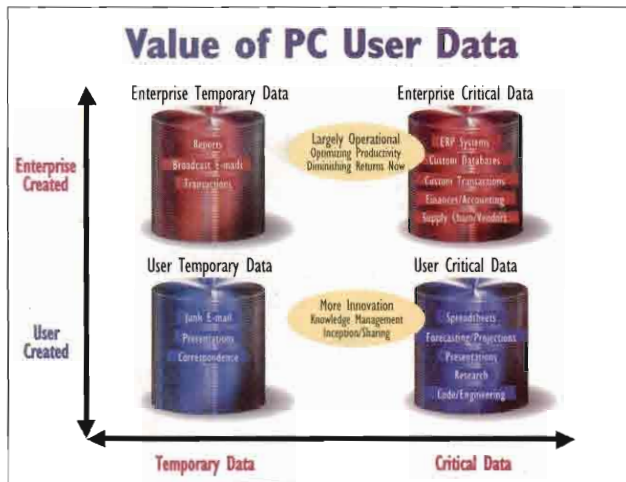 Value of PC User Data
Enterprise Temporary Data
Enterprise Critical Data
Enterprise
Created
Reports
Broadcast E-mails
Transactions
Largely Operational
Optimizing Productivity
Diminishing Returns Now
ERP Systems
Custom Databases
Custom Transactions
Finances/Accounting
Supply Chain/Vendors
User Temporary Data
User Critical Data
User
Created
Junk E-mail
Presentations
Correspondence
More Innovation
Knowledge Management
Inception/Sharing
Spreadsheets
Forecasting/Projections
Presentations
Research
Code/Engineering
Temporary Data
Critical Data